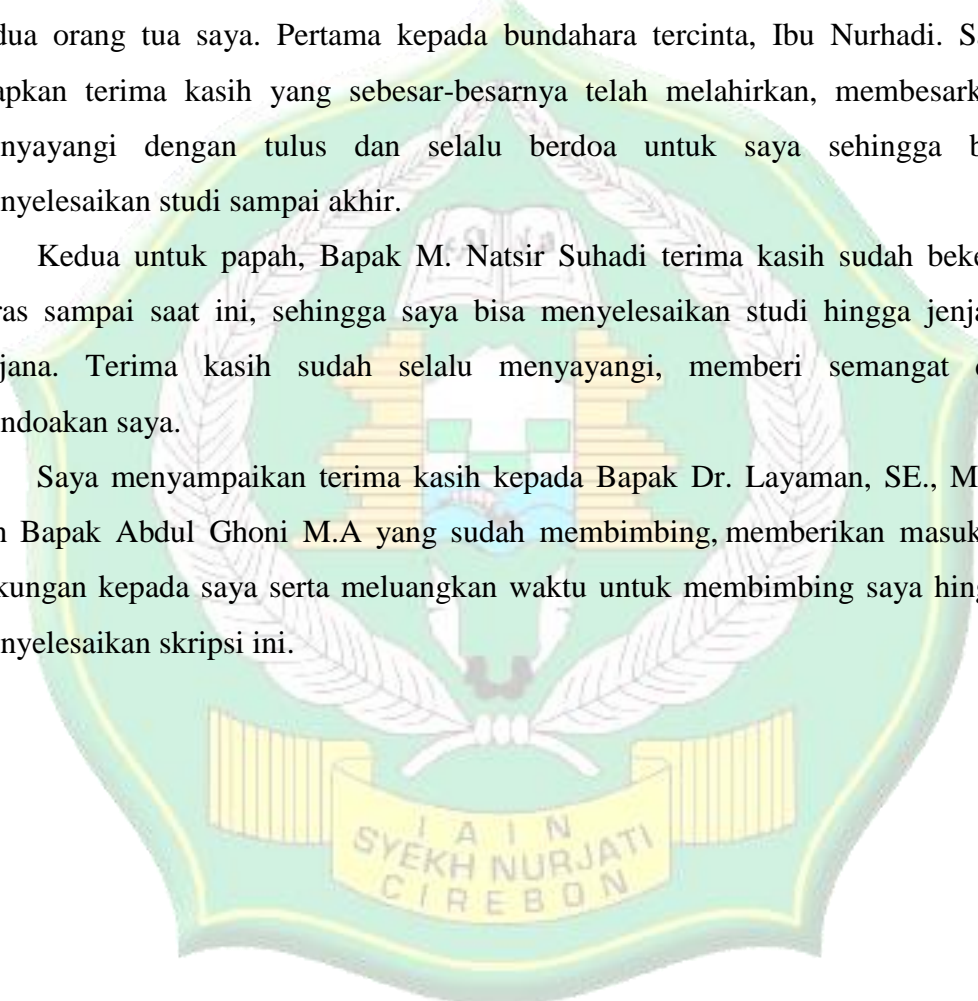 dua orang tua saya. Pertama kepada bundahara tercinta, Ibu Nurhadi. S
apkan terima kasih yang sebesar-besarnya telah melahirkan, membesark
nyayangi dengan tulus dan selalu berdoa untuk saya sehingga b
nyelesaikan studi sampai akhir.
Kedua untuk papah, Bapak M. Natsir Suhadi terima kasih sudah beke
ras sampai saat ini, sehingga saya bisa menyelesaikan studi hingga jenja
jana. Terima kasih sudah selalu menyayangi, memberi semangat
ndoakan saya.
Saya menyampaikan terima kasih kepada Bapak Dr. Layaman, SE., M
n Bapak Abdul Ghoni M.A yang sudah membimbing, memberikan masuk
kungan kepada saya serta meluangkan waktu untuk membimbing saya hing
nyelesaikan skripsi ini.
IAIN
SYEKH NURJATI
CIREBON